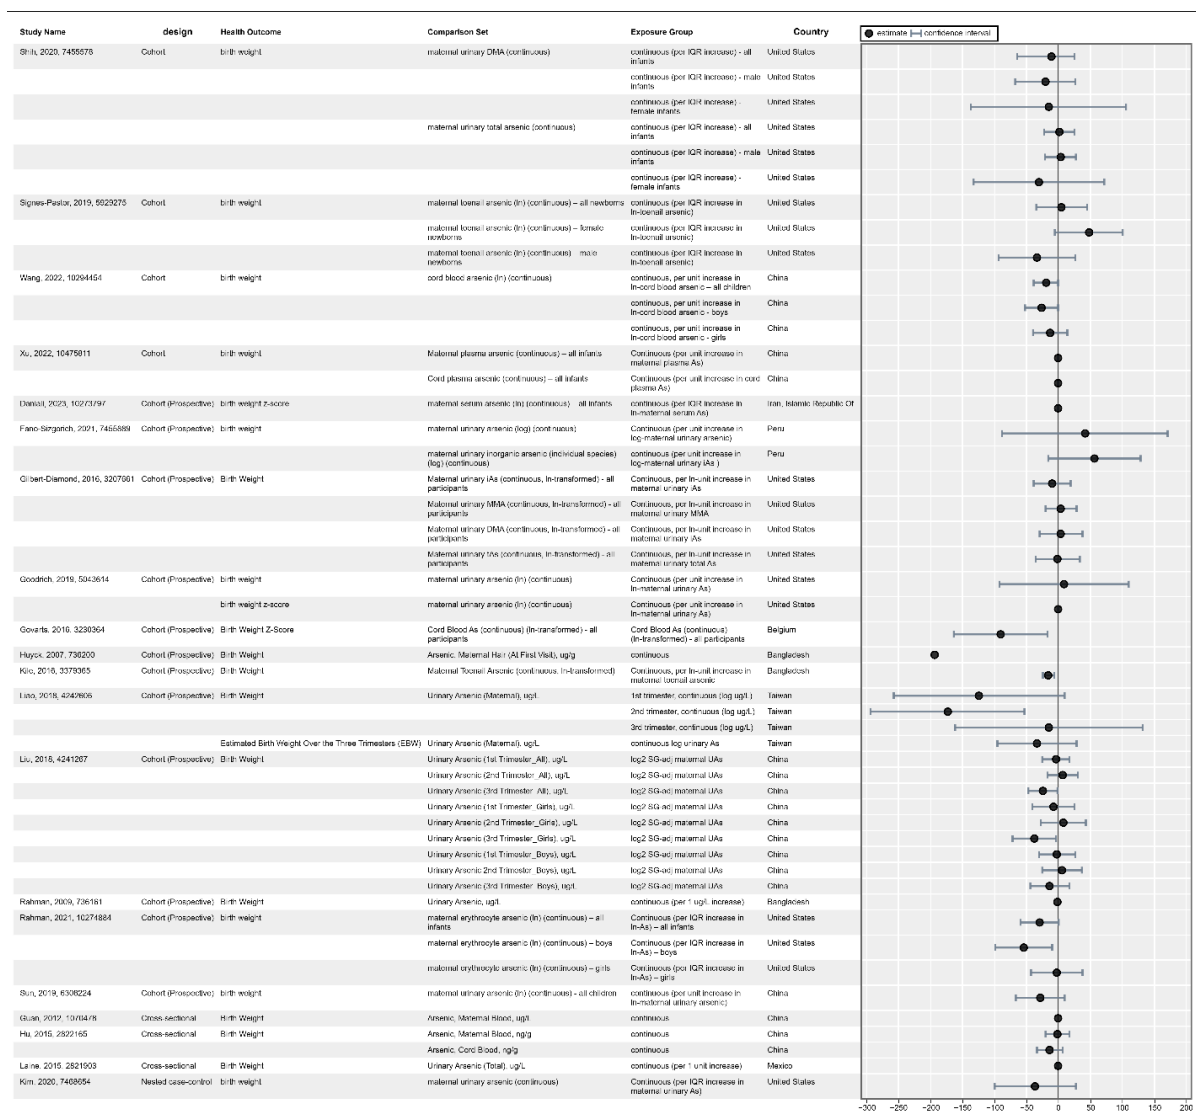 Study Name design Health Outcome Comparison Set Exposure Group Country
estimate confidence interval
Shih, 2020, 7455576 Cohort birth weight maternal urinary DMA (continuous) continuous (per IQR increase) - all infants United States
continuous (per IQR increase) - male infants United States
continuous (per IQR increase) - female infants United States
maternal urinary total arsenic (continuous) continuous (per IQR increase) - all infants United States
continuous (per IQR increase) - male infants United States
continuous (per IQR increase) - female infants United States
Signes-Pastor, 2019, 5929275 Cohort birth weight maternal toenail arsenic (ln) (continuous) – all newborns continuous (per IQR increase in ln-toenail arsenic) United States
maternal toenail arsenic (ln) (continuous) – female newborns continuous (per IQR increase in ln-toenail arsenic) United States
maternal toenail arsenic (ln) (continuous) – male newborns continuous (per IQR increase in ln-toenail arsenic) United States
Wang, 2022, 10294454 Cohort birth weight cord blood arsenic (ln) (continuous) continuous, per unit increase in ln-cord blood arsenic – all children China
continuous, per unit increase in ln-cord blood arsenic - boys China
continuous, per unit increase in ln-cord blood arsenic - girls China
Xu, 2022, 10475811 Cohort birth weight Maternal plasma arsenic (continuous) – all infants Continuous (per unit increase in maternal plasma As) China
Cord plasma arsenic (continuous) – all infants Continuous (per unit increase in cord plasma As) China
Daniali, 2023, 10273797 Cohort (Prospective) birth weight z-score maternal serum arsenic (ln) (continuous) – all infants continuous (per IQR increase in ln-maternal serum As) Iran, Islamic Republic Of
Fano-Sizgorich, 2021, 7455889 Cohort (Prospective) birth weight maternal urinary arsenic (log) (continuous) Continuous (per unit increase in log-maternal urinary arsenic) Peru
maternal urinary inorganic arsenic (individual species) (log) (continuous) continuous (per unit increase in log-maternal urinary iAs ) Peru
Gilbert-Diamond, 2016, 3207661 Cohort (Prospective) Birth Weight Maternal urinary iAs (continuous, ln-transformed) - all participants Continuous, per ln-unit increase in maternal urinary iAs United States
Maternal urinary MMA (continuous, ln-transformed) - all participants Continuous, per ln-unit increase in maternal urinary MMA United States
Maternal urinary DMA (continuous, ln-transformed) - all participants Continuous, per ln-unit increase in maternal urinary iAs United States
Maternal urinary tAs (continuous, ln-transformed) - all participants Continuous, per ln-unit increase in maternal urinary total As United States
Goodrich, 2019, 5043614 Cohort (Prospective) birth weight maternal urinary arsenic (ln) (continuous) Continuous (per unit increase in ln-maternal urinary As) United States
birth weight z-score maternal urinary arsenic (ln) (continuous) Continuous (per unit increase in ln-maternal urinary As) United States
Govarts, 2016, 3230364 Cohort (Prospective) Birth Weight Z-Score Cord Blood As (continuous) (ln-transformed) - all participants Cord Blood As (continuous) (ln-transformed) - all participants Belgium
Huyck, 2007, 736200 Cohort (Prospective) Birth Weight Arsenic, Maternal Hair (At First Visit), ug/g continuous Bangladesh
Kile, 2016, 3379365 Cohort (Prospective) Birth Weight Maternal Toenail Arsenic (continuous, ln-transformed) Continuous, per ln-unit increase in maternal toenail arsenic Bangladesh
Liao, 2018, 4242606 Cohort (Prospective) Birth Weight Urinary Arsenic (Maternal), ug/L 1st trimester, continuous (log ug/L) Taiwan
2nd trimester, continuous (log ug/L) Taiwan
3rd trimester, continuous (log ug/L) Taiwan
Estimated Birth Weight Over the Three Trimesters (EBW) Urinary Arsenic (Maternal), ug/L continuous log urinary As Taiwan
Liu, 2018, 4241267 Cohort (Prospective) Birth Weight Urinary Arsenic (1st Trimester_All), ug/L log2 SG-adj maternal UAs China
Urinary Arsenic (2nd Trimester_All), ug/L log2 SG-adj maternal UAs China
Urinary Arsenic (3rd Trimester_All), ug/L log2 SG-adj maternal UAs China
Urinary Arsenic (1st Trimester_Girls), ug/L log2 SG-adj maternal UAs China
Urinary Arsenic (2nd Trimester_Girls), ug/L log2 SG-adj maternal UAs China
Urinary Arsenic (3rd Trimester_Girls), ug/L log2 SG-adj maternal UAs China
Urinary Arsenic (1st Trimester_Boys), ug/L log2 SG-adj maternal UAs China
Urinary Arsenic 2nd Trimester_Boys), ug/L log2 SG-adj maternal UAs China
Urinary Arsenic (3rd Trimester_Boys), ug/L log2 SG-adj maternal UAs China
Rahman, 2009, 736181 Cohort (Prospective) Birth Weight Urinary Arsenic, ug/L continuous (per 1 ug/L increase) Bangladesh
Rahman, 2021, 10274884 Cohort (Prospective) birth weight maternal erythrocyte arsenic (ln) (continuous) – all infants Continuous (per IQR increase in ln-As) – all infants United States
maternal erythrocyte arsenic (ln) (continuous) – boys Continuous (per IQR increase in ln-As) – boys United States
maternal erythrocyte arsenic (ln) (continuous) – girls Continuous (per IQR increase in ln-As) – girls United States
Sun, 2019, 6308224 Cohort (Prospective) birth weight maternal urinary arsenic (ln) (continuous) - all children continuous (per unit increase in ln-maternal urinary arsenic) China
Guan, 2012, 1070478 Cross-sectional Birth Weight Arsenic, Maternal Blood, ug/L continuous China
Hu, 2015, 2822165 Cross-sectional Birth Weight Arsenic, Maternal Blood, ng/g continuous China
Arsenic, Cord Blood, ng/g continuous China
Laine, 2015, 2821903 Cross-sectional Birth Weight Urinary Arsenic (Total), ug/L continuous (per 1 unit increase) Mexico
Kim, 2020, 7468654 Nested case-control birth weight maternal urinary arsenic (continuous) Continuous (per IQR increase in maternal urinary As) United States
−300 −250 −200 −150 −100 −50 0 50 100 150 200